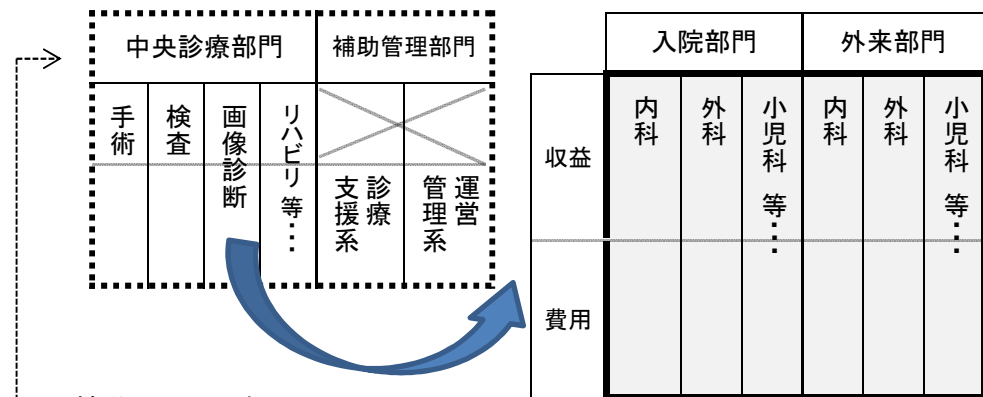 中央診療部門
補助管理部門
手術
検査
画像診断
リハビリ等・・・
診療支援系
運営管理系
入院部門
外来部門
収益
費用
内科
外科
小児科 等・・・
内科
外科
小児科 等・・・